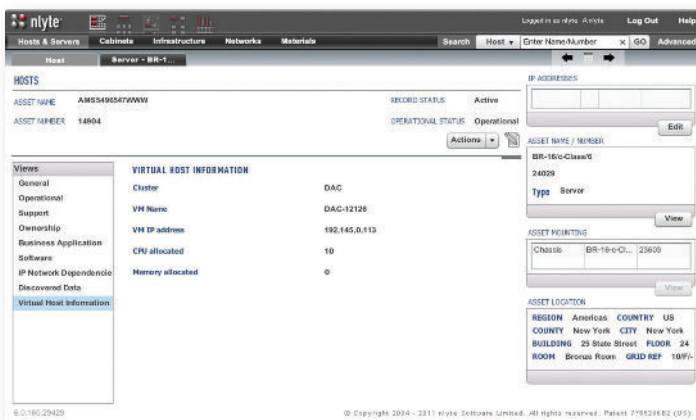 nlyte
Logged in as nlyte Log Out Help
Hosts & Servers Cabinets Infrastructure Networks Materials Search Host Enter Name/Number x GO Advanced
Host Server - BR-1...
HOSTS
ASSET NAME
RECORD STATUS Active
ASSET NUMBER 14904
OPERATIONAL STATUS Operational
Actions
Views
General
Operational
Support
Ownership
Business Application
Software
IP Network Dependencie
Discovered Data
Virtual Host Information
VIRTUAL HOST INFORMATION
Cluster DAC
VM Name DAC-12128
VM IP address 192.145.0.113
CPU allocated 10
Memory allocated 0
IP ADDRESSES
Edit
ASSET NAME / NUMBER
BR-16/c-Class/6
24029
Type Server
View
ASSET MOUNTING
Chassis BR-16-c-Cl... 23603
View
ASSET LOCATION
REGION Americas COUNTRY US
COUNTY New York CITY New York
BUILDING 25 State Street FLOOR 24
ROOM Bronze Room GRID REF 10/F/-
6.0.160.29429
© Copyright 2004 - 2011 nlyte Software Limited. All rights reserved. Patent